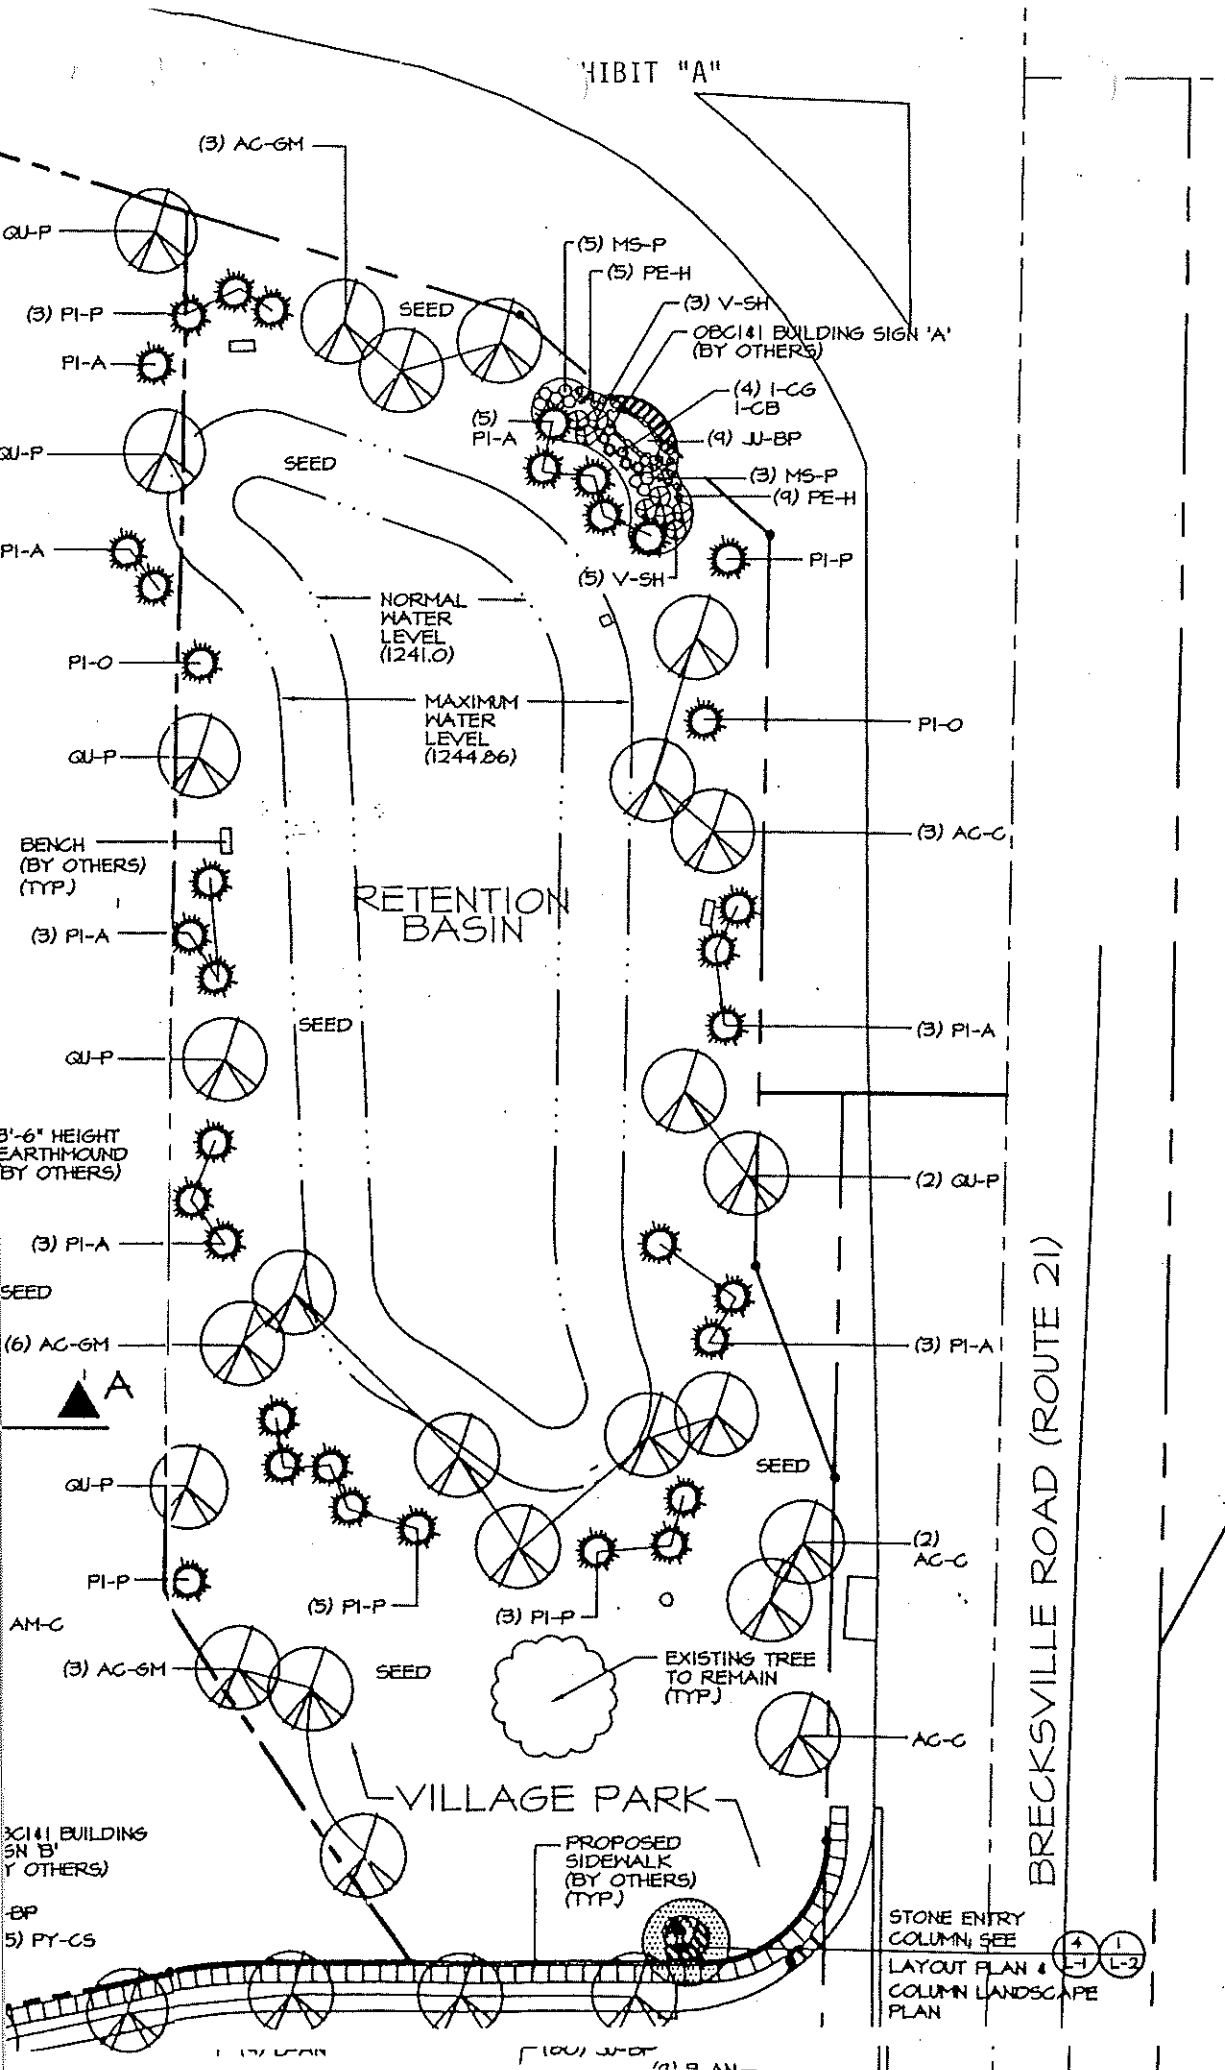 HIBIT "A"
(3) AC-GM
QU-P
(5) MS-P
(5) PE-H
(3) V-SH
(3) PI-P
SEED
OBC1&1 BUILDING SIGN 'A'
(BY OTHERS)
PI-A
(4) I-CG
I-CB
(5)
PI-A
(9) JU-BP
QU-P
SEED
(3) MS-P
(9) PE-H
PI-A
PI-P
(5) V-SH
NORMAL
WATER
LEVEL
(1241.0)
PI-O
MAXIMUM
WATER
LEVEL
(1244.86)
PI-O
QU-P
BENCH
(BY OTHERS)
(TYP.)
(3) AC-C
RETENTION
BASIN
(3) PI-A
SEED
(3) PI-A
QU-P
3'-6" HEIGHT
EARTHMOUND
BY OTHERS)
(2) QU-P
(3) PI-A
SEED
(6) AC-GM
(3) PI-A
A
BRECKSVILLE ROAD (ROUTE 21)
SEED
QU-P
(2)
AC-C
PI-P
(5) PI-P
(3) PI-P
AM-C
(3) AC-GM
SEED
EXISTING TREE
TO REMAIN
(TYP.)
AC-C
VILLAGE PARK
BC1&1 BUILDING
GN 'B'
Y OTHERS)
PROPOSED
SIDEWALK
(BY OTHERS)
(TYP.)
-BP
5) PY-CS
STONE ENTRY
COLUMN, SEE
LAYOUT PLAN &
COLUMN LANDSCAPE
PLAN
4
L-1
1
L-2